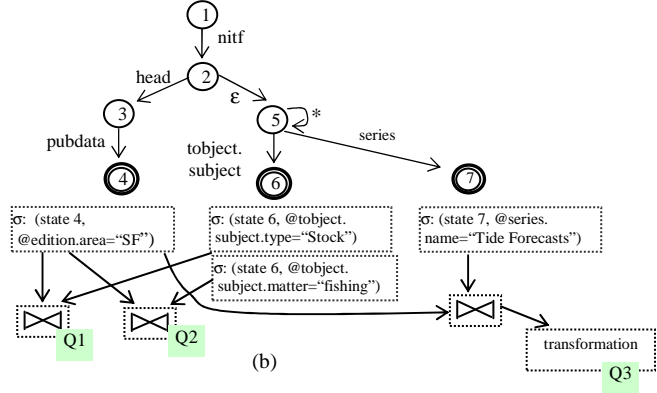 1
nitf
head
2
ε
3
5
*
pubdata
tobject.
subject
series
4
6
7
σ: (state 4,
@edition.area="SF")
σ: (state 6, @tobject.
subject.type="Stock")
σ: (state 7, @series.
name="Tide Forecasts")
σ: (state 6, @tobject.
subject.matter="fishing")
Q1
Q2
transformation
Q3
(b)